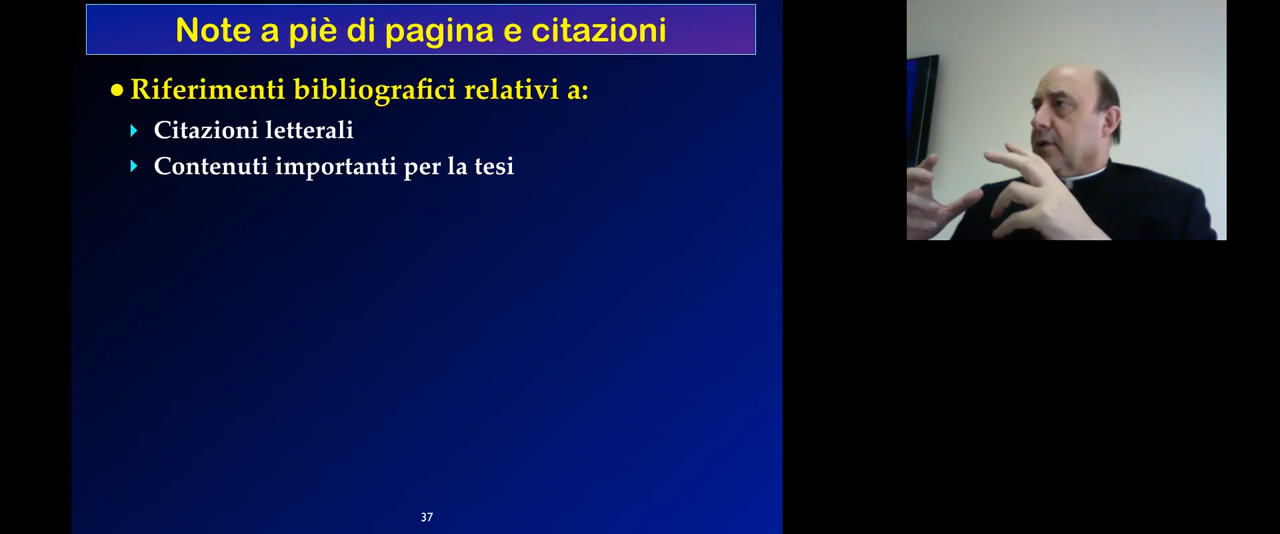 Note a piè di pagina e citazioni
Riferimenti bibliografici relativi a:
Citazioni letterali
Contenuti importanti per la tesi
37